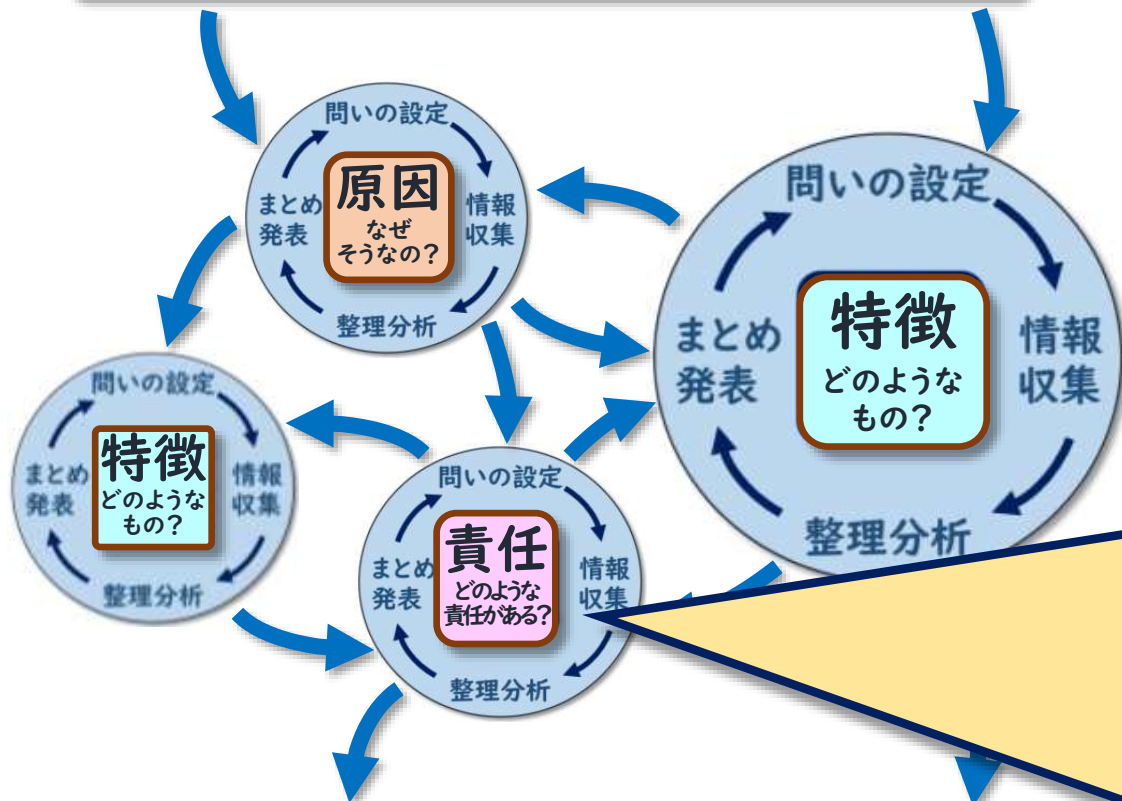 問いの設定
原因
なぜ
そうなの？
まとめ
発表
情報
収集
整理分析
問いの設定
特徴
どのような
もの？
まとめ
発表
情報
収集
整理分析
問いの設定
特徴
どのような
もの？
まとめ
発表
情報
収集
整理分析
問いの設定
責任
どのような
責任がある？
まとめ
発表
情報
収集
整理分析